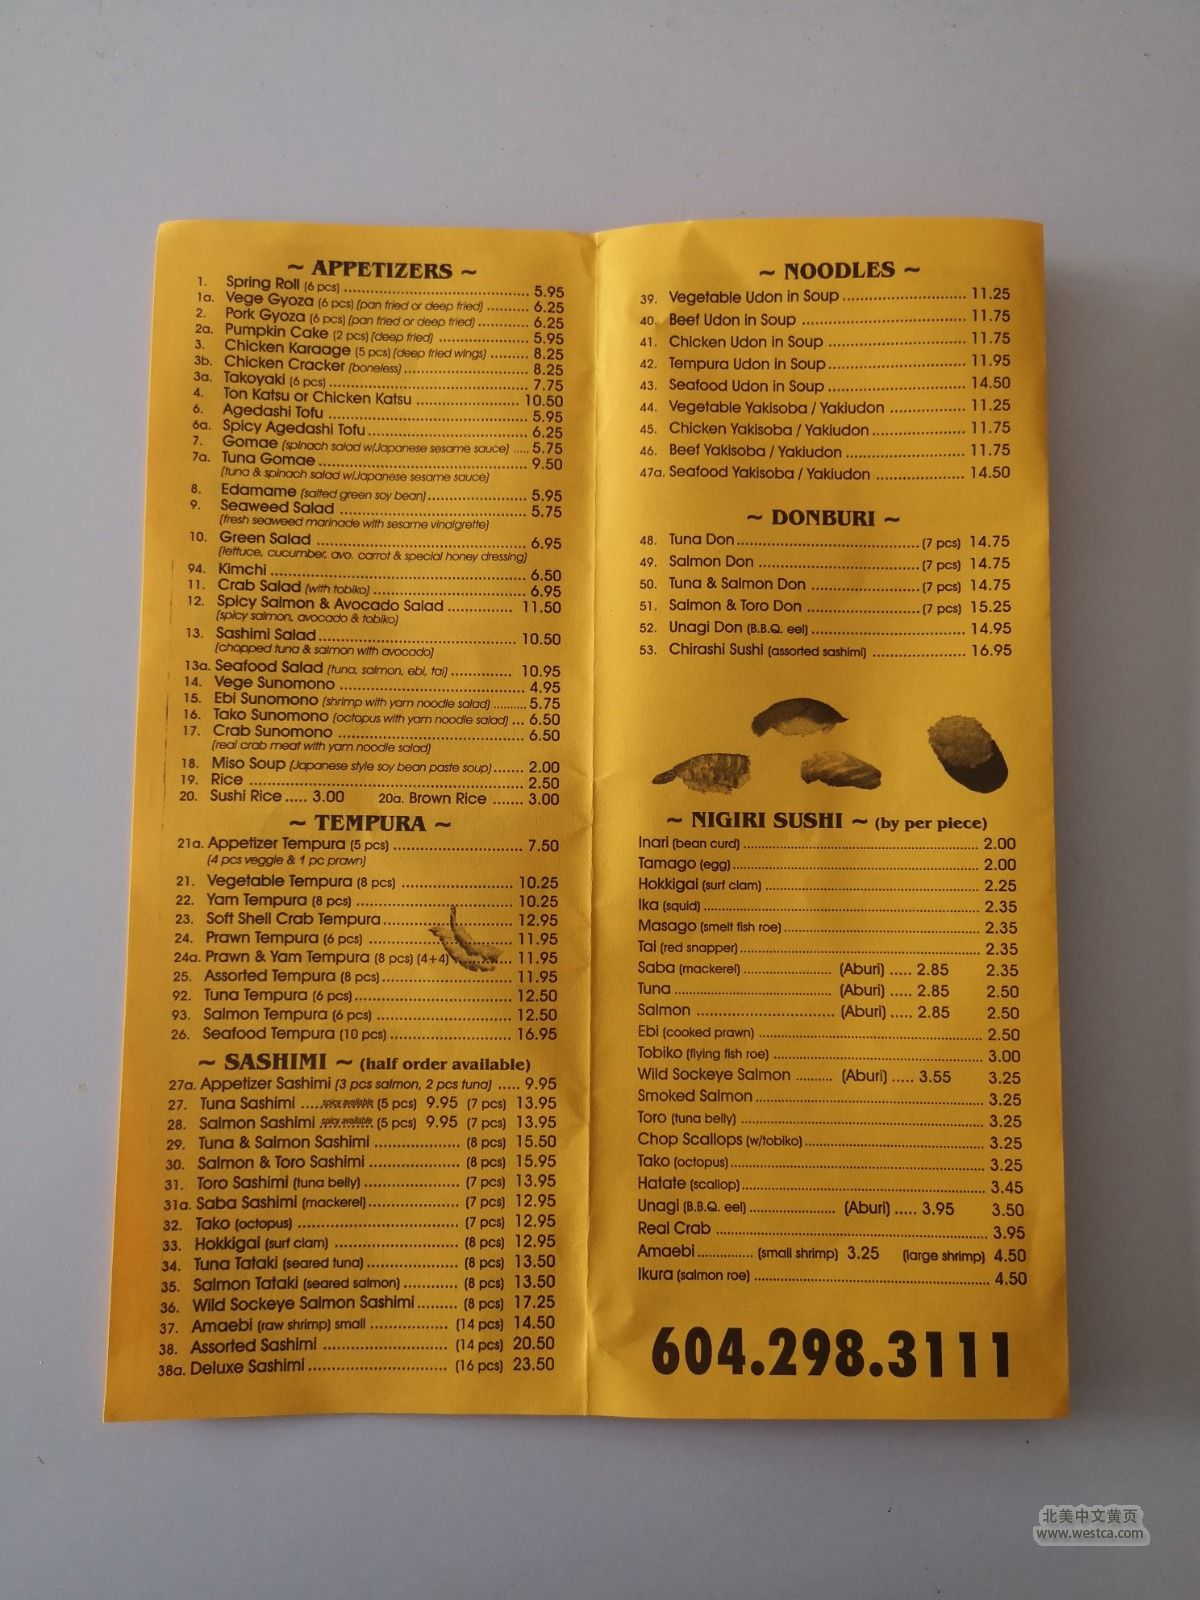 ~ APPETIZERS ~
1. Spring Roll (6 pcs) ........ 5.95
1a. Vege Gyoza (6 pcs) (pan fried or deep fried) ........ 6.25
2. Pork Gyoza (6 pcs) (pan fried or deep fried) ........ 6.25
2a. Pumpkin Cake (2 pcs) (deep fried) ........ 5.95
3. Chicken Karaage (5 pcs) (deep fried wings) ........ 8.25
3b. Chicken Cracker (boneless) ........ 8.25
3a. Takoyaki (6 pcs) ........ 7.75
4. Ton Katsu or Chicken Katsu ........ 10.50
6. Agedashi Tofu ........ 5.95
6a. Spicy Agedashi Tofu ........ 6.25
7. Gomae (spinach salad w/Japanese sesame sauce) ..... 5.75
7a. Tuna Gomae ........ 9.50
(tuna & spinach salad w/Japanese sesame sauce)
8. Edamame (salted green soy bean) ........ 5.95
9. Seaweed Salad ........ 5.75
(fresh seaweed marinade with sesame vinaigrette)
10. Green Salad ........ 6.95
(lettuce, cucumber, avo. carrot & special honey dressing)
94. Kimchi ........ 6.50
11. Crab Salad (with tobiko) ........ 6.95
12. Spicy Salmon & Avocado Salad ........ 11.50
(spicy salmon, avocado & tobiko)
13. Sashimi Salad ........ 10.50
(chopped tuna & salmon with avocado)
13a. Seafood Salad (tuna, salmon, ebi, tai) ........ 10.95
14. Vege Sunomono ........ 4.95
15. Ebi Sunomono (shrimp with yam noodle salad) ........ 5.75
16. Tako Sunomono (octopus with yam noodle salad) ... 6.50
17. Crab Sunomono ........ 6.50
(real crab meat with yam noodle salad)
18. Miso Soup (Japanese style soy bean paste soup) ....... 2.00
19. Rice ........ 2.50
20. Sushi Rice ..... 3.00 20a. Brown Rice ....... 3.00
~ TEMPURA ~
21a. Appetizer Tempura (5 pcs) ........ 7.50
(4 pcs veggie & 1 pc prawn)
21. Vegetable Tempura (8 pcs) ........ 10.25
22. Yam Tempura (8 pcs) ........ 10.25
23. Soft Shell Crab Tempura ........ 12.95
24. Prawn Tempura (6 pcs) ........ 11.95
24a. Prawn & Yam Tempura (8 pcs) (4+4) ........ 11.95
25. Assorted Tempura (8 pcs) ........ 11.95
92. Tuna Tempura (6 pcs) ........ 12.50
93. Salmon Tempura (6 pcs) ........ 12.50
26. Seafood Tempura (10 pcs) ........ 16.95
~ SASHIMI ~ (half order available)
27a. Appetizer Sashimi (3 pcs salmon, 2 pcs tuna) ..... 9.95
27. Tuna Sashimi ..... spicy available (5 pcs) 9.95 (7 pcs) 13.95
28. Salmon Sashimi spicy available (5 pcs) 9.95 (7 pcs) 13.95
29. Tuna & Salmon Sashimi ........ (8 pcs) 15.50
30. Salmon & Toro Sashimi ........ (8 pcs) 15.95
31. Toro Sashimi (tuna belly) ........ (7 pcs) 13.95
31a. Saba Sashimi (mackerel) ........ (7 pcs) 12.95
32. Tako (octopus) ........ (7 pcs) 12.95
33. Hokkigai (surf clam) ........ (8 pcs) 12.95
34. Tuna Tataki (seared tuna) ........ (8 pcs) 13.50
35. Salmon Tataki (seared salmon) ........ (8 pcs) 13.50
36. Wild Sockeye Salmon Sashimi ........ (8 pcs) 17.25
37. Amaebi (raw shrimp) small ........ (14 pcs) 14.50
38. Assorted Sashimi ........ (14 pcs) 20.50
38a. Deluxe Sashimi ........ (16 pcs) 23.50
~ NOODLES ~
39. Vegetable Udon in Soup ........ 11.25
40. Beef Udon in Soup ........ 11.75
41. Chicken Udon in Soup ........ 11.75
42. Tempura Udon in Soup ........ 11.95
43. Seafood Udon in Soup ........ 14.50
44. Vegetable Yakisoba / Yakiudon ........ 11.25
45. Chicken Yakisoba / Yakiudon ........ 11.75
46. Beef Yakisoba / Yakiudon ........ 11.75
47a. Seafood Yakisoba / Yakiudon ........ 14.50
~ DONBURI ~
48. Tuna Don ........ (7 pcs) 14.75
49. Salmon Don ........ (7 pcs) 14.75
50. Tuna & Salmon Don ........ (7 pcs) 14.75
51. Salmon & Toro Don ........ (7 pcs) 15.25
52. Unagi Don (B.B.Q. eel) ........ 14.95
53. Chirashi Sushi (assorted sashimi) ........ 16.95
~ NIGIRI SUSHI ~ (by per piece)
Inari (bean curd) ........ 2.00
Tamago (egg) ........ 2.00
Hokkigai (surf clam) ........ 2.25
Ika (squid) ........ 2.35
Masago (smelt fish roe) ........ 2.35
Tai (red snapper) ........ 2.35
Saba (mackerel) ........ (Aburi) ..... 2.85 2.35
Tuna ........ (Aburi) ..... 2.85 2.50
Salmon ........ (Aburi) ..... 2.85 2.50
Ebi (cooked prawn) ........ 2.50
Tobiko (flying fish roe) ........ 3.00
Wild Sockeye Salmon ........ (Aburi) ..... 3.55 3.25
Smoked Salmon ........ 3.25
Toro (tuna belly) ........ 3.25
Chop Scallops (w/tobiko) ........ 3.25
Tako (octopus) ........ 3.25
Hatate (scallop) ........ 3.45
Unagi (B.B.Q. eel) ........ (Aburi) ..... 3.95 3.50
Real Crab ........ 3.95
Amaebi ........ (small shrimp) 3.25 (large shrimp) 4.50
Ikura (salmon roe) ........ 4.50
604.298.3111
北美中文黄页
www.westca.com